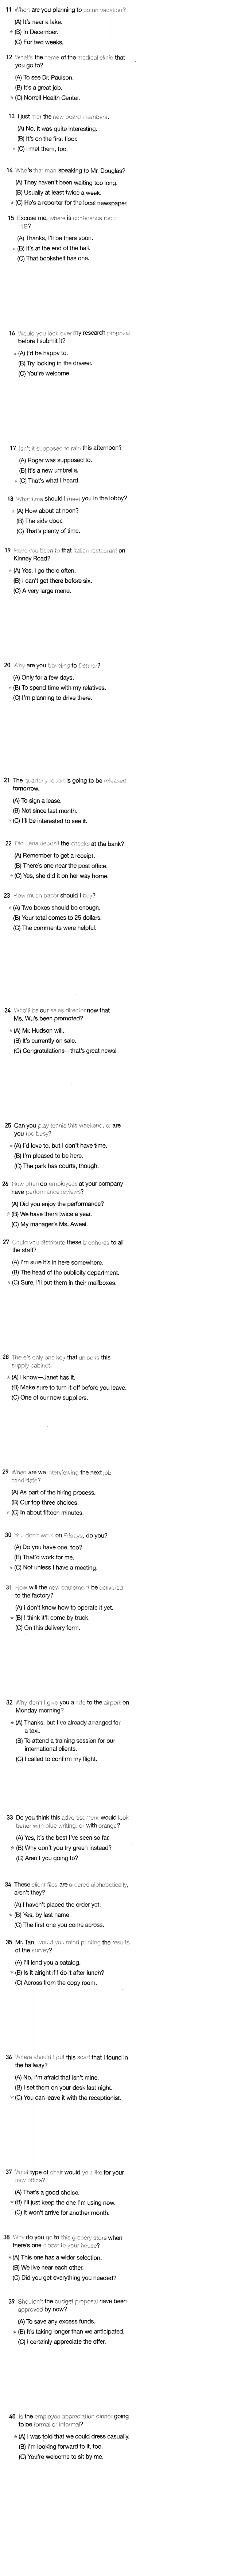 11 When are you planning to go on vacation?
(A) It's near a lake.
(B) In December.
(C) For two weeks.
12 What's the name of the medical clinic that
you go to?
(A) To see Dr. Paulson.
(B) It's a great job.
(C) Norrell Health Center.
13 I just met the new board members.
(A) No, it was quite interesting.
(B) It's on the first floor.
(C) I met them, too.
14 Who's that man speaking to Mr. Douglas?
(A) They haven't been waiting too long.
(B) Usually at least twice a week.
(C) He's a reporter for the local newspaper.
15 Excuse me, where is conference room
11B?
(A) Thanks, I'll be there soon.
(B) It's at the end of the hall.
(C) That bookshelf has one.
16 Would you look over my research proposal
before I submit it?
(A) I'd be happy to.
(B) Try looking in the drawer.
(C) You're welcome.
17 Isn't it supposed to rain this afternoon?
(A) Roger was supposed to.
(B) It's a new umbrella.
(C) That's what I heard.
18 What time should I meet you in the lobby?
(A) How about at noon?
(B) The side door.
(C) That's plenty of time.
19 Have you been to that Italian restaurant on
Kinney Road?
(A) Yes, I go there often.
(B) I can't get there before six.
(C) A very large menu.
20 Why are you traveling to Denver?
(A) Only for a few days.
(B) To spend time with my relatives.
(C) I'm planning to drive there.
21 The quarterly report is going to be released
tomorrow.
(A) To sign a lease.
(B) Not since last month.
(C) I'll be interested to see it.
22 Did Lena deposit the checks at the bank?
(A) Remember to get a receipt.
(B) There's one near the post office.
(C) Yes, she did it on her way home.
23 How much paper should I buy?
(A) Two boxes should be enough.
(B) Your total comes to 25 dollars.
(C) The comments were helpful.
24 Who'll be our sales director now that
Ms. Wu's been promoted?
(A) Mr. Hudson will.
(B) It's currently on sale.
(C) Congratulations—that's great news!
25 Can you play tennis this weekend, or are
you too busy?
(A) I'd love to, but I don't have time.
(B) I'm pleased to be here.
(C) The park has courts, though.
26 How often do employees at your company
have performance reviews?
(A) Did you enjoy the performance?
(B) We have them twice a year.
(C) My manager's Ms. Aweel.
27 Could you distribute these brochures to all
the staff?
(A) I'm sure it's in here somewhere.
(B) The head of the publicity department.
(C) Sure, I'll put them in their mailboxes.
28 There's only one key that unlocks this
supply cabinet.
(A) I know—Janet has it.
(B) Make sure to turn it off before you leave.
(C) One of our new suppliers.
29 When are we interviewing the next job
candidate?
(A) As part of the hiring process.
(B) Our top three choices.
(C) In about fifteen minutes.
30 You don't work on Fridays, do you?
(A) Do you have one, too?
(B) That'd work for me.
(C) Not unless I have a meeting.
31 How will the new equipment be delivered
to the factory?
(A) I don't know how to operate it yet.
(B) I think it'll come by truck.
(C) On this delivery form.
32 Why don't I give you a ride to the airport on
Monday morning?
(A) Thanks, but I've already arranged for
a taxi.
(B) To attend a training session for our
international clients.
(C) I called to confirm my flight.
33 Do you think this advertisement would look
better with blue writing, or with orange?
(A) Yes, it's the best I've seen so far.
(B) Why don't you try green instead?
(C) Aren't you going to?
34 These client files are ordered alphabetically,
aren't they?
(A) I haven't placed the order yet.
(B) Yes, by last name.
(C) The first one you come across.
35 Mr. Tan, would you mind printing the results
of the survey?
(A) I'll lend you a catalog.
(B) Is it alright if I do it after lunch?
(C) Across from the copy room.
36 Where should I put this scarf that I found in
the hallway?
(A) No, I'm afraid that isn't mine.
(B) I set them on your desk last night.
(C) You can leave it with the receptionist.
37 What type of chair would you like for your
new office?
(A) That's a good choice.
(B) I'll just keep the one I'm using now.
(C) It won't arrive for another month.
38 Why do you go to this grocery store when
there's one closer to your house?
(A) This one has a wider selection.
(B) We live near each other.
(C) Did you get everything you needed?
39 Shouldn't the budget proposal have been
approved by now?
(A) To save any excess funds.
(B) It's taking longer than we anticipated.
(C) I certainly appreciate the offer.
40 Is the employee appreciation dinner going
to be formal or informal?
(A) I was told that we could dress casually.
(B) I'm looking forward to it, too.
(C) You're welcome to sit by me.